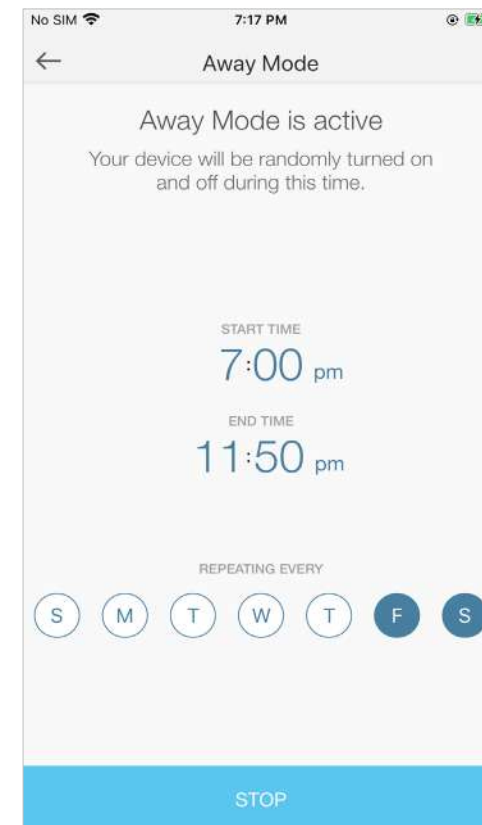 No SIM 7:17 PM
Away Mode
Away Mode is active
Your device will be randomly turned on
and off during this time.
START TIME
7:00 pm
END TIME
11:50 pm
REPEATING EVERY
S M T W T F S
STOP